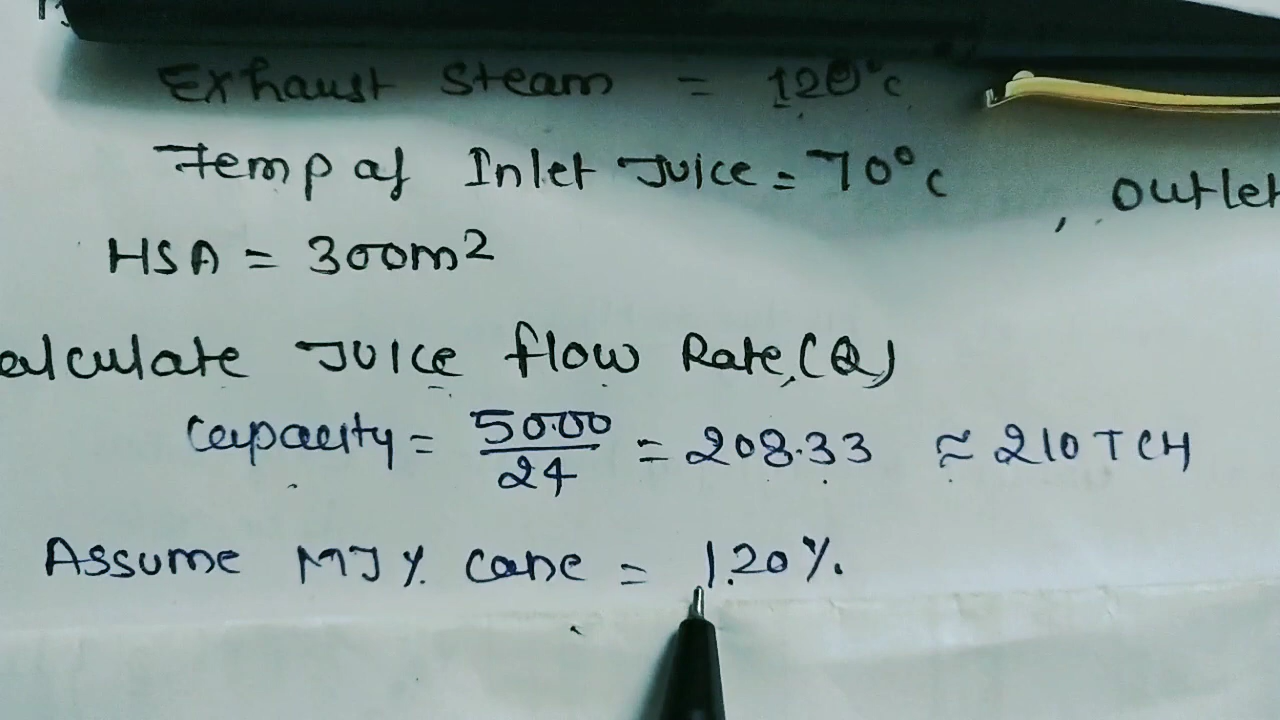 Exhaust Steam = 120°c
Temp of Inlet Juice = 70°c , outlet
HSA = 300m2
alculate Juice flow Rate, (Q)
Capacity = 5000/24 = 208.33 ≈ 210 TCH
Assume MJ % cane = 120%.